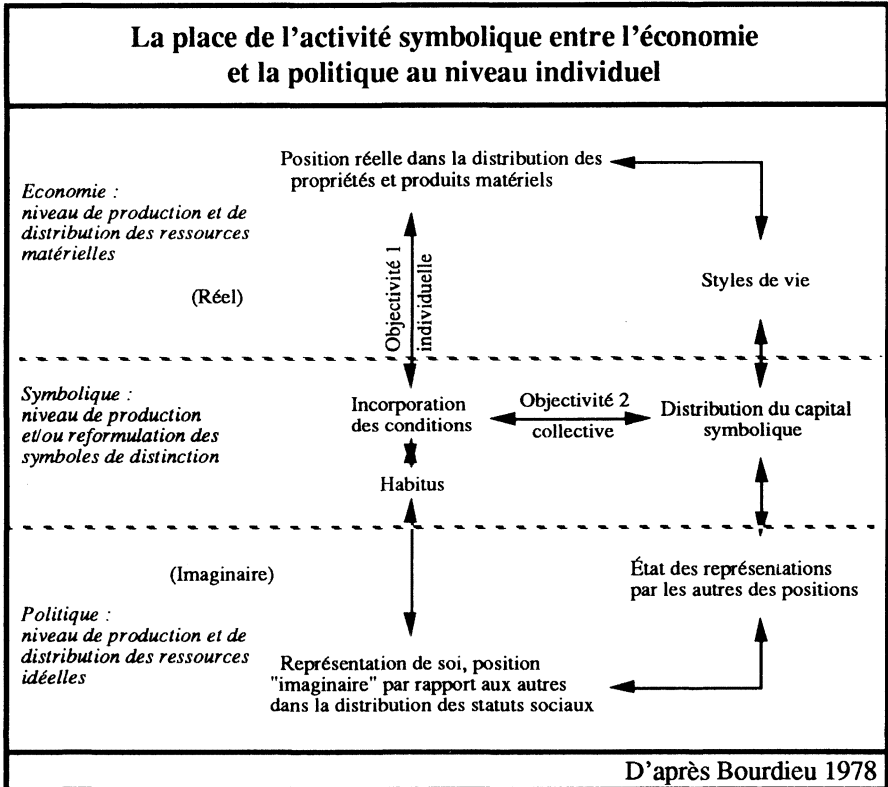 La place de l'activité symbolique entre l'économie
et la politique au niveau individuel
Position réelle dans la distribution des
propriétés et produits matériels
Economie :
niveau de production et de
distribution des ressources
matérielles
(Réel)
Objectivité 1
individuelle
Styles de vie
Symbolique :
niveau de production
et/ou reformulation des
symboles de distinction
Incorporation
des conditions
Objectivité 2
collective
Distribution du capital
symbolique
Habitus
(Imaginaire)
État des représentations
par les autres des positions
Politique :
niveau de production et de
distribution des ressources
idéelles
Représentation de soi, position
"imaginaire" par rapport aux autres
dans la distribution des statuts sociaux
D'après Bourdieu 1978